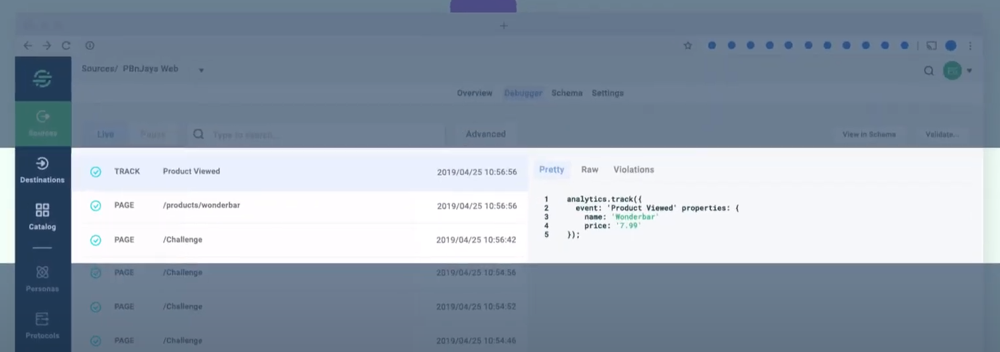 Sources/ PBnJays Web
PG
Overview Debugger Schema Settings
Sources
Live Pause Type to search... Advanced View in Schema Validate...
Destinations
Catalog
Personas
Protocols
TRACK Product Viewed 2019/04/25 10:56:56
PAGE /products/wonderbar 2019/04/25 10:56:56
PAGE /Challenge 2019/04/25 10:56:42
PAGE /Challenge 2019/04/25 10:54:56
PAGE /Challenge 2019/04/25 10:54:52
PAGE /Challenge 2019/04/25 10:54:46
Pretty Raw Violations
1 analytics.track({
2 event: 'Product Viewed' properties: {
3 name: 'Wonderbar'
4 price: '7.99'
5 });